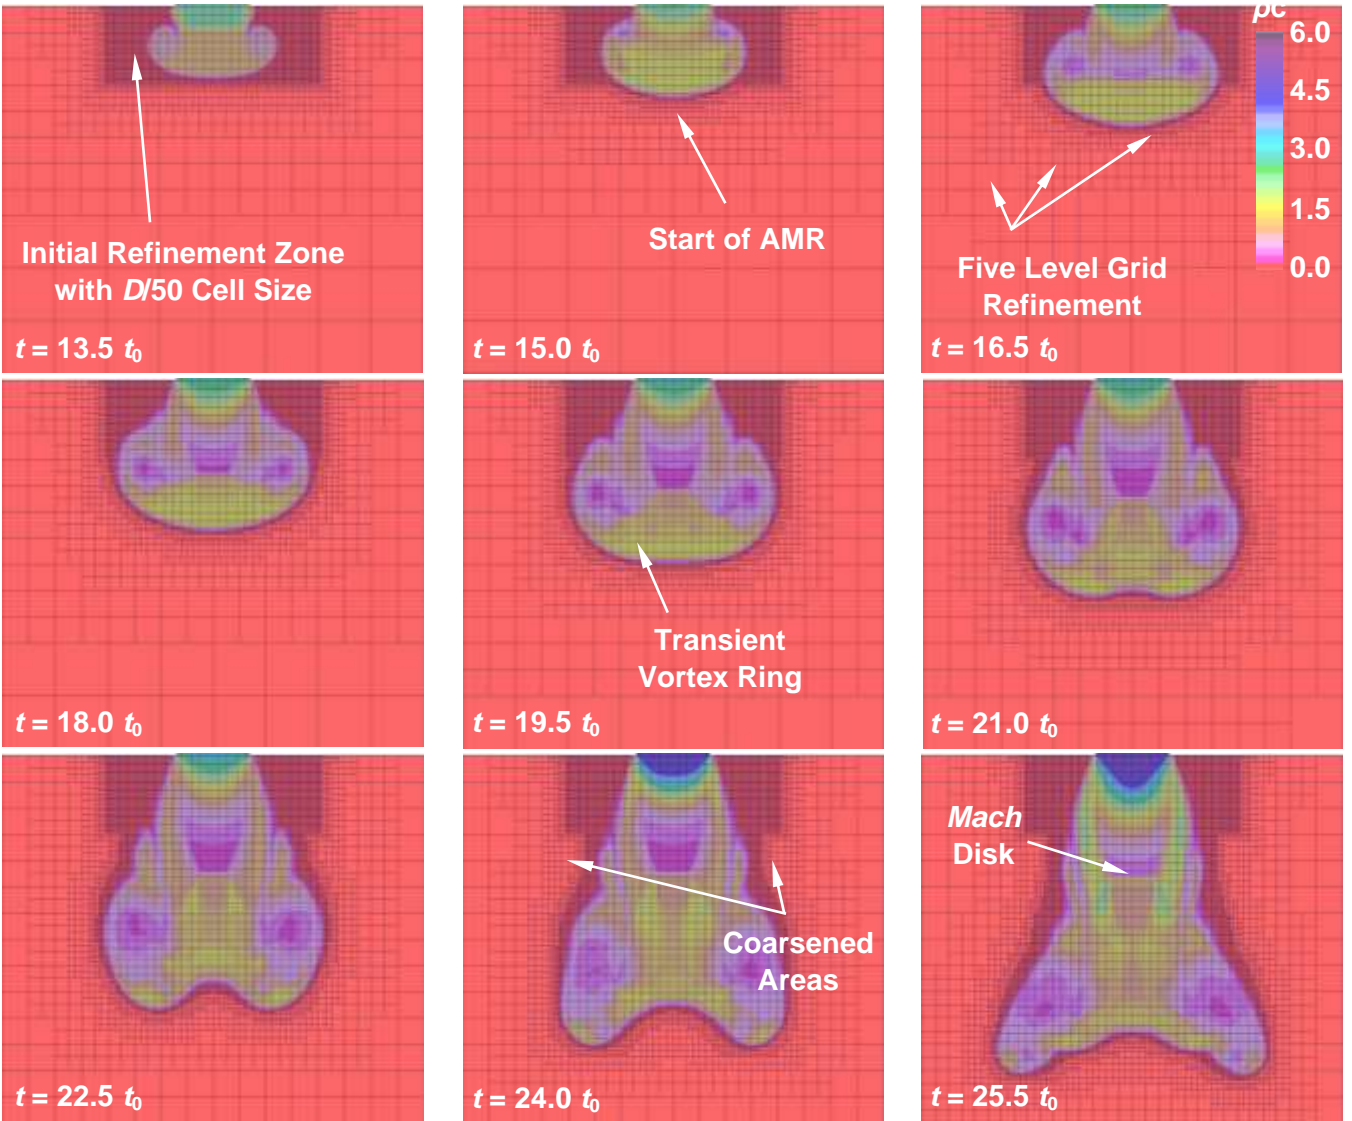 Initial Refinement Zone
with D/50 Cell Size
t = 13.5 t0
Start of AMR
t = 15.0 t0
ρc
6.0
4.5
3.0
1.5
0.0
Five Level Grid
Refinement
t = 16.5 t0
t = 18.0 t0
Transient
Vortex Ring
t = 19.5 t0
t = 21.0 t0
t = 22.5 t0
Coarsened
Areas
t = 24.0 t0
Mach
Disk
t = 25.5 t0